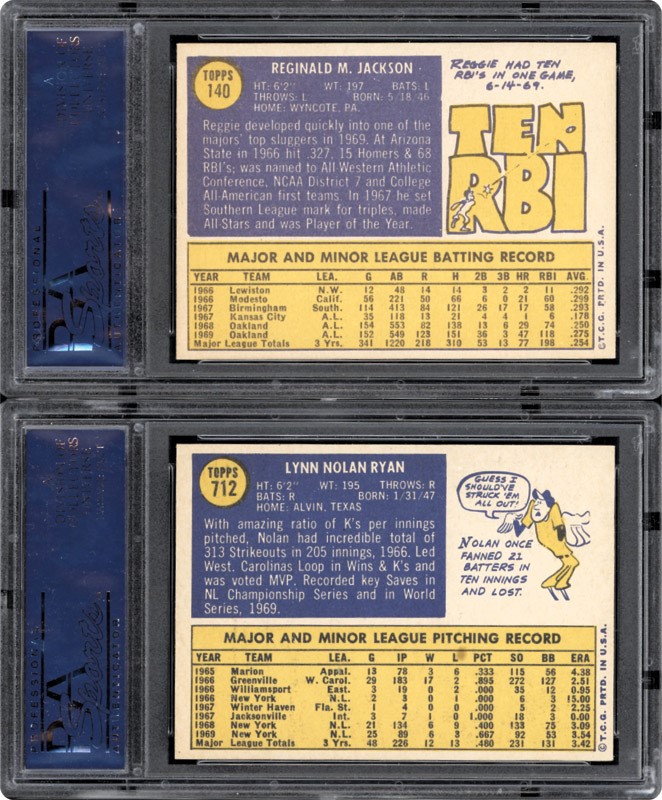 TOPPS
140
REGINALD M. JACKSON
HT: 6'2" WT: 197 BATS: L
THROWS: L BORN: 5/18/46
HOME: WYNCOTE, PA.
Reggie developed quickly into one of the
majors' top sluggers in 1969. At Arizona
State in 1966 hit .327, 15 Homers & 68
RBI's; was named to All-Western Athletic
Conference, NCAA District 7 and College
All-American first teams. In 1967 he set
Southern League mark for triples, made
All-Stars and was Player of the Year.
REGGIE HAD TEN
RBI'S IN ONE GAME,
6-14-69.
TEN
RBI
MAJOR AND MINOR LEAGUE BATTING RECORD
YEAR TEAM LEA. G AB R H 2B 3B HR RBI AVG.
1966 Lewiston N.W. 12 48 14 14 3 2 2 11 .292
1966 Modesto Calif. 56 221 50 66 6 0 21 60 .299
1967 Birmingham South. 114 413 84 121 26 17 17 58 .293
1967 Kansas City A.L. 35 118 13 21 4 4 1 6 .178
1968 Oakland A.L. 154 553 82 138 13 6 29 74 .250
1969 Oakland A.L. 152 549 123 151 36 3 47 118 .275
Major League Totals 3 Yrs. 341 1220 218 310 53 13 77 198 .254
©T.C.G. PRTD. IN U.S.A.
TOPPS
712
LYNN NOLAN RYAN
HT: 6'2" WT: 195 THROWS: R
BATS: R BORN: 1/31/47
HOME: ALVIN, TEXAS
With amazing ratio of K's per innings
pitched, Nolan had incredible total of
313 Strikeouts in 205 innings, 1966. Led
West. Carolinas Loop in Wins & K's and
was voted MVP. Recorded key Saves in
NL Championship Series and in World
Series, 1969.
GUESS I
SHOULD'VE
STRUCK 'EM
ALL OUT!
NOLAN ONCE
FANNED 21
BATTERS IN
TEN INNINGS
AND LOST.
MAJOR AND MINOR LEAGUE PITCHING RECORD
YEAR TEAM LEA. G IP W L PCT SO BB ERA
1965 Marion Appal. 13 78 3 6 .333 115 56 4.38
1966 Greenville W. Carol. 29 183 17 2 .895 272 127 2.51
1966 Williamsport East. 3 19 0 2 .000 35 12 0.95
1966 New York N.L. 2 3 0 1 .000 6 3 15.00
1967 Winter Haven Fla. St. 1 4 0 0 .000 5 2 2.25
1967 Jacksonville Int. 3 7 1 0 1.000 18 3 0.00
1968 New York N.L. 21 134 6 9 .400 133 75 3.09
1969 New York N.L. 25 89 6 3 .667 92 53 3.54
Major League Totals 3 Yrs. 48 226 12 13 .480 231 131 3.42
©T.C.G. PRTD. IN U.S.A.